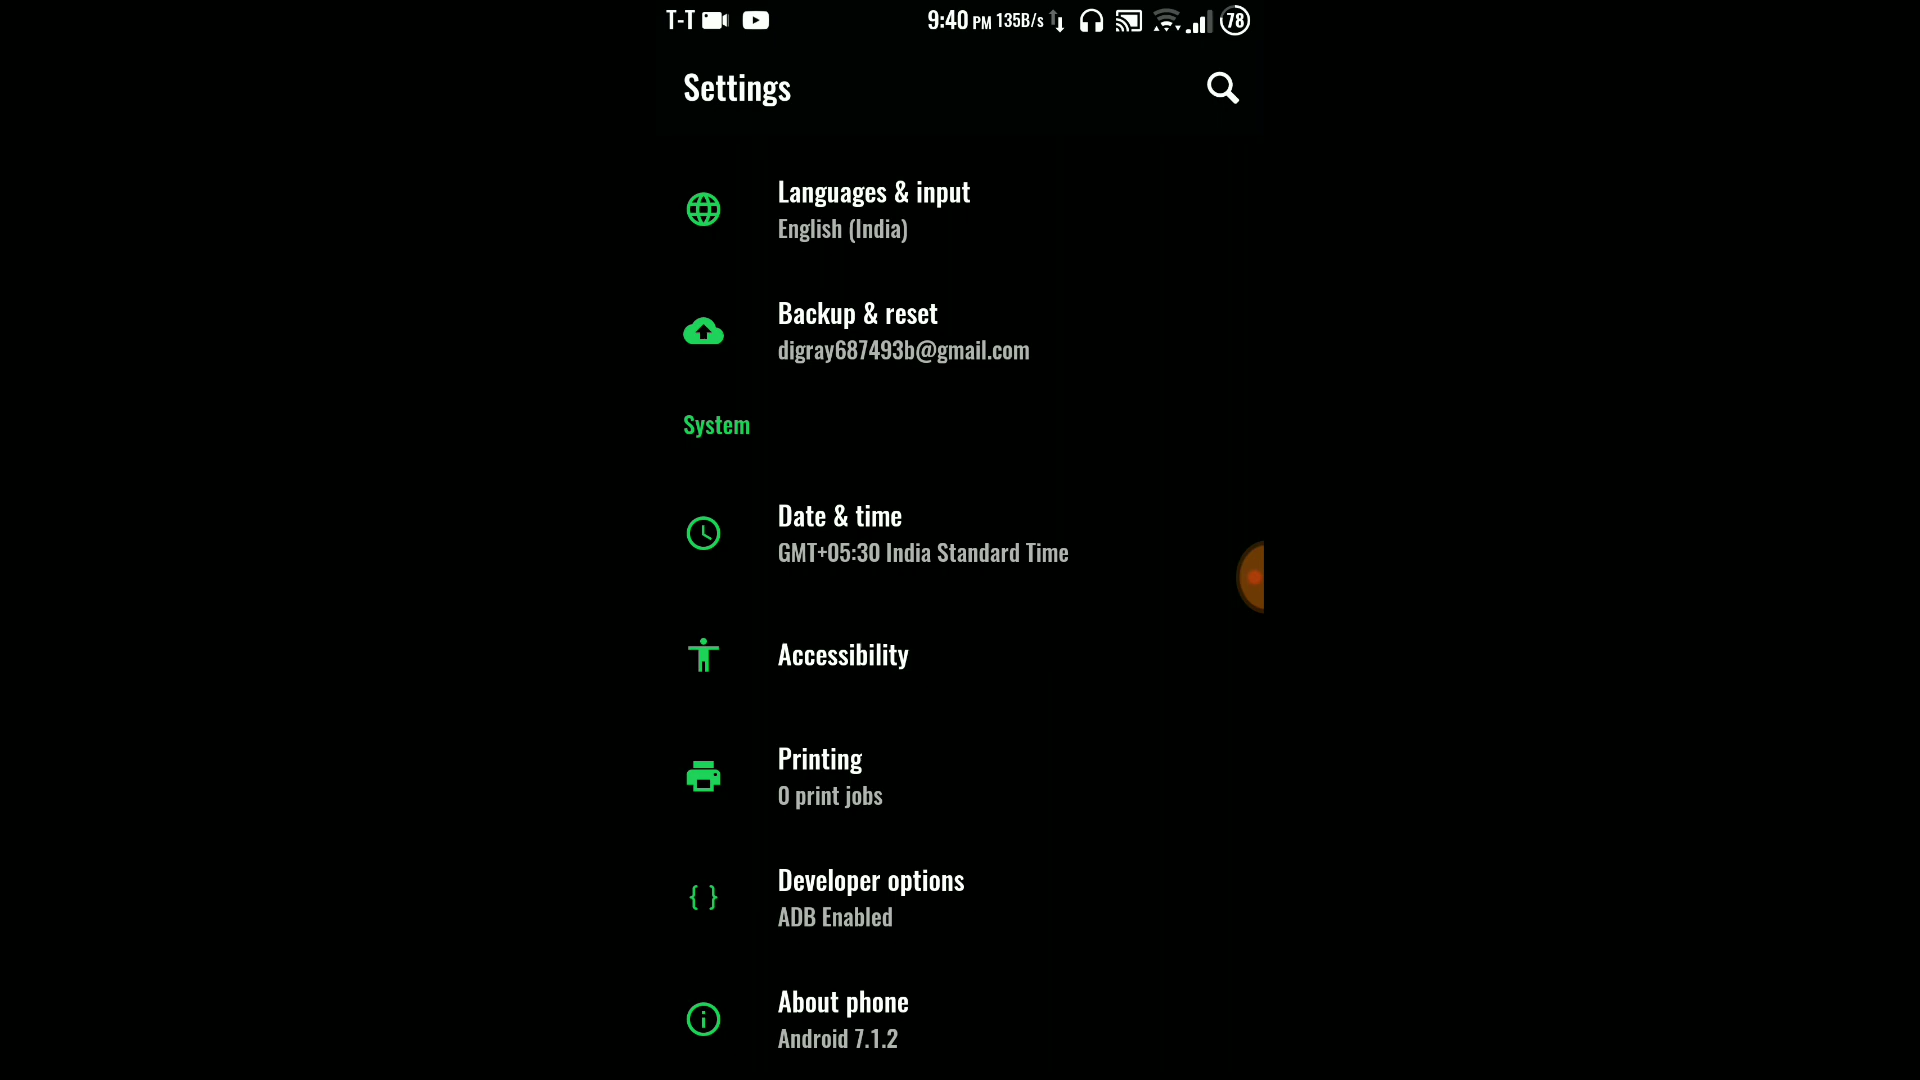 T-T 9:40 PM 135B/s 78
Settings
Languages & input
English (India)
Backup & reset
digray687493b@gmail.com
System
Date & time
GMT+05:30 India Standard Time
Accessibility
Printing
0 print jobs
{ } Developer options
ADB Enabled
About phone
Android 7.1.2